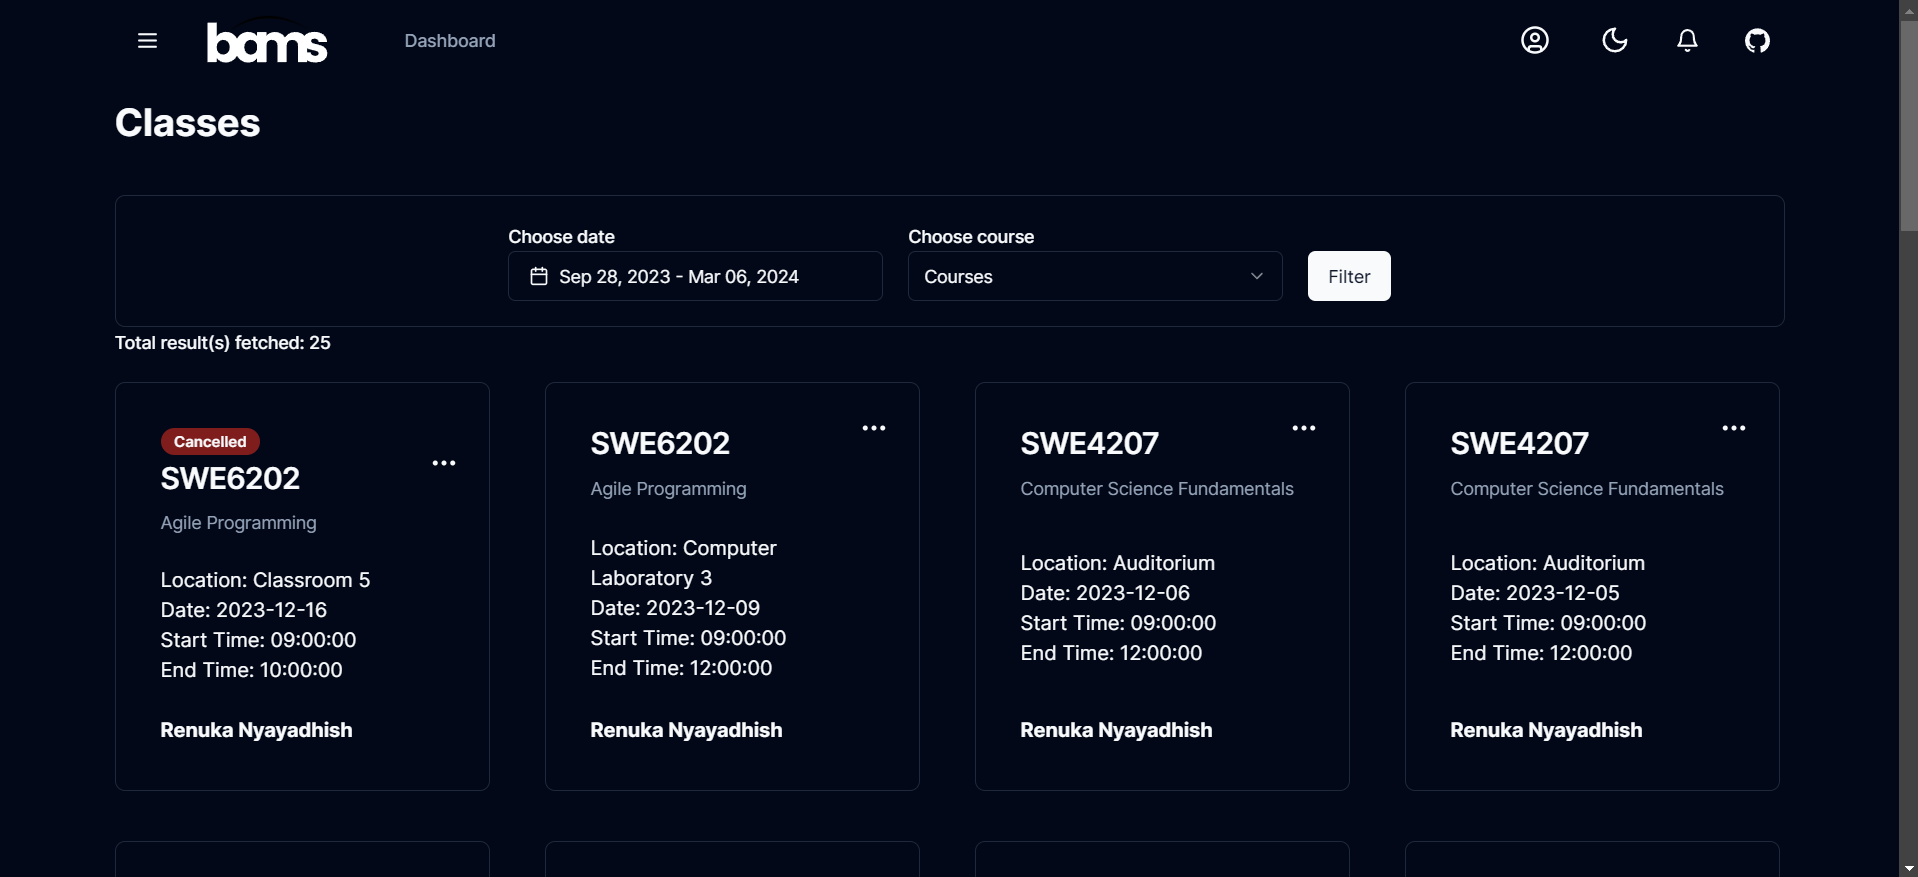 bams
Dashboard
Classes
Choose date
Choose course
Sep 28, 2023 - Mar 06, 2024
Courses
Filter
Total result(s) fetched: 25
Cancelled
SWE6202
Agile Programming
Location: Classroom 5
Date: 2023-12-16
Start Time: 09:00:00
End Time: 10:00:00
Renuka Nyayadhish
SWE6202
Agile Programming
Location: Computer
Laboratory 3
Date: 2023-12-09
Start Time: 09:00:00
End Time: 12:00:00
Renuka Nyayadhish
SWE4207
Computer Science Fundamentals
Location: Auditorium
Date: 2023-12-06
Start Time: 09:00:00
End Time: 12:00:00
Renuka Nyayadhish
SWE4207
Computer Science Fundamentals
Location: Auditorium
Date: 2023-12-05
Start Time: 09:00:00
End Time: 12:00:00
Renuka Nyayadhish